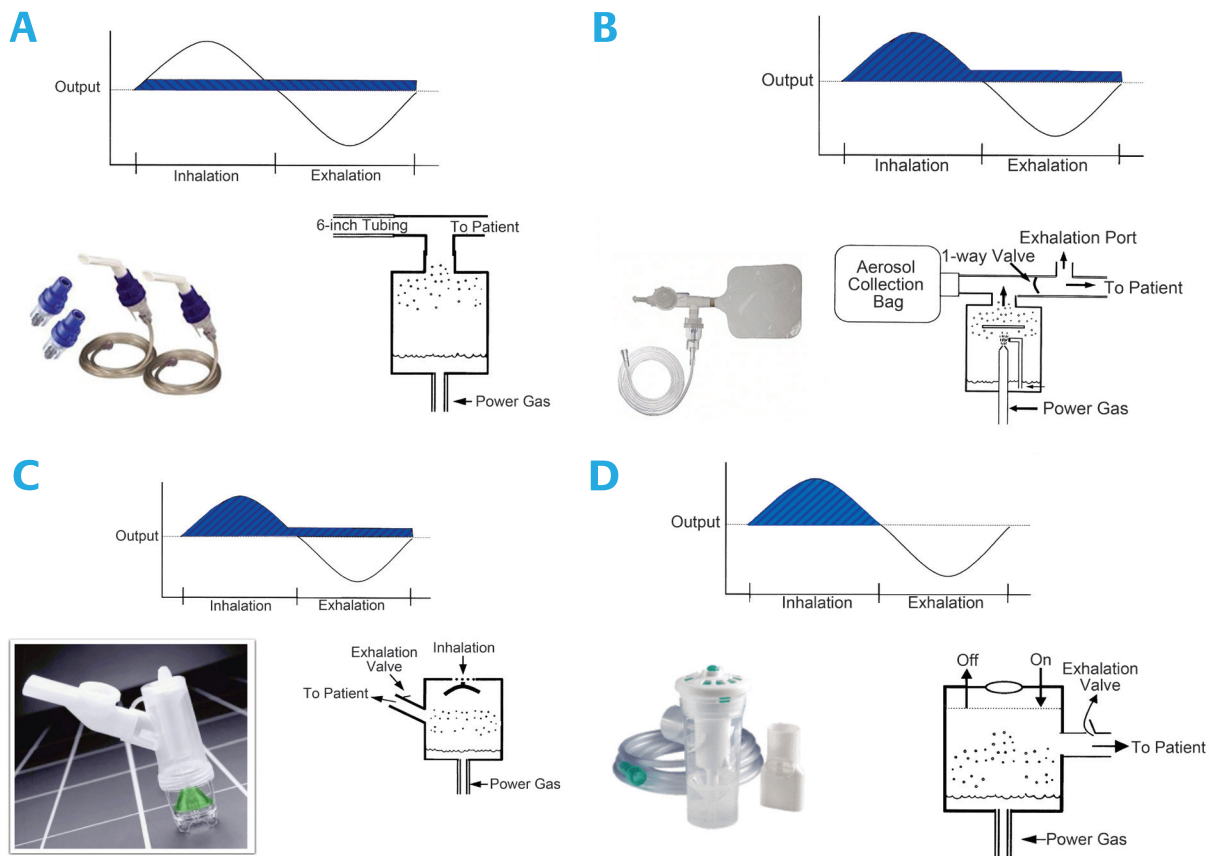 A
Output
Inhalation Exhalation
6-inch Tubing To Patient
Power Gas
B
Output
Inhalation Exhalation
Exhalation Port
1-way Valve
Aerosol
Collection
Bag
To Patient
Power Gas
C
Output
Inhalation Exhalation
Exhalation
Valve
Inhalation
To Patient
Power Gas
D
Output
Inhalation Exhalation
Off On
Exhalation
Valve
To Patient
Power Gas